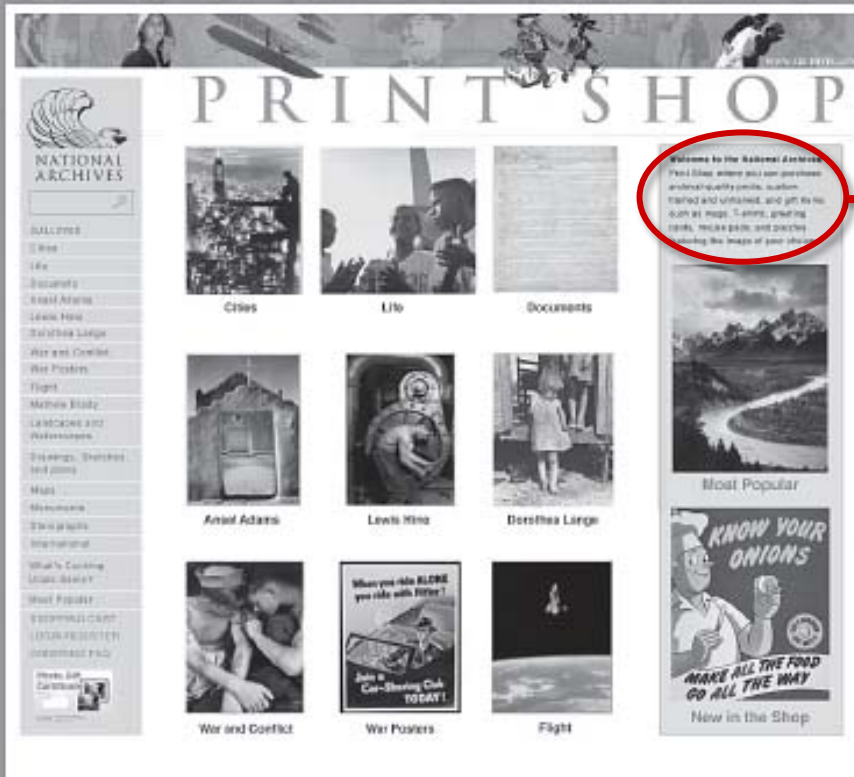 PRINT SHOP
NATIONAL
ARCHIVES
GALLERIES
Cities
Life
Documents
Ansel Adams
Lewis Hine
Dorothea Lange
War and Conflict
War Posters
Flight
Mathew Brady
Landscapes and
Waterscapes
Drawings, Sketches
and plans
Maps
Monuments
Stereographs
International
What's Cooking
Uncle Sam?
Most Popular
SHOPPING CART
LOGIN/REGISTER
ORDERING FAQ
Photo Gift
Certificate
Cities
Life
Documents
Ansel Adams
Lewis Hine
Dorothea Lange
War and Conflict
War Posters
Flight
When you ride ALONE
you ride with Hitler!
Join a
Car-Sharing Club
TODAY!
Welcome to the National Archives
Print Shop where you can purchase
archival-quality prints, custom
framed and unframed, and gift items
such as mugs, T-shirts, greeting
cards, mouse pads, and puzzles
featuring the image of your choice.
Most Popular
KNOW YOUR
ONIONS
MAKE ALL THE FOOD
GO ALL THE WAY
New in the Shop